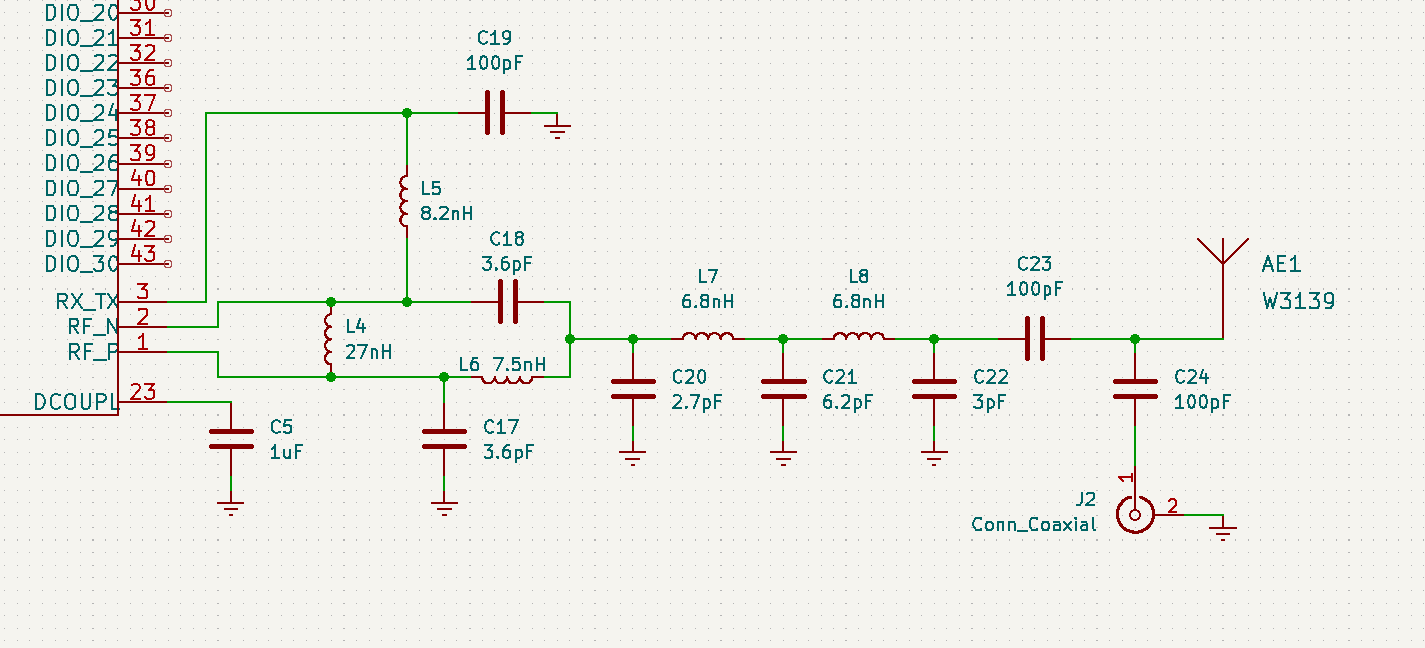 DIO_20 30
DIO_21 31
DIO_22 32
DIO_23 36
DIO_24 37
DIO_25 38
DIO_26 39
DIO_27 40
DIO_28 41
DIO_29 42
DIO_30 43
RX_TX 3
RF_N 2
RF_P 1
DCOUPL 23
C19
100pF
L5
8.2nH
C18
3.6pF
L4
27nH
L6 7.5nH
C5
1uF
C17
3.6pF
L7
6.8nH
L8
6.8nH
C20
2.7pF
C21
6.2pF
C22
3pF
C23
100pF
AE1
W3139
C24
100pF
1
J2
2
Conn_Coaxial